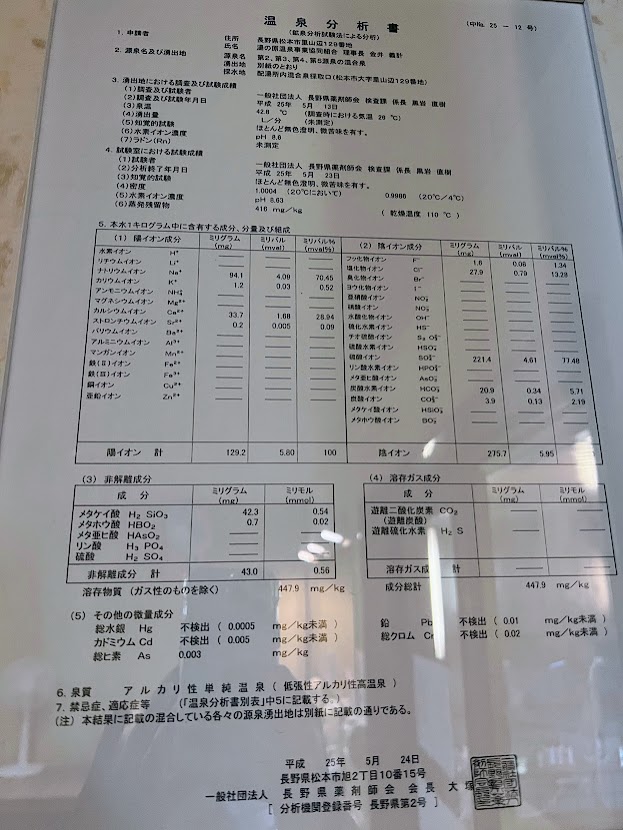 温泉分析書
(鉱泉分析試験法による分析)
(中No. 25 － 12 号)
1. 申請者 住所 長野県松本市里山辺129番地
氏名 湯の原温泉事業協同組合 理事長 金井
2. 源泉名及び湧出地 源泉名 第2、第3、第4、第5源泉の混合泉
湧出地 別紙のとおり
採水地 配湯所内混合泉槽取口(松本市大字里山辺129番地)
3. 湧出地における調査及び試験成績
(1)調査及び試験者 一般社団法人 長野県薬剤師会 検査課 係長 黒岩 直樹
(2)調査及び試験年月日 平成 25年 5月 13日
(3)泉温 42.8 ℃ (調査時における気温 26 ℃)
(4)湧出量 L/分 (未測定)
(5)知覚的試験 ほとんど無色澄明、微苦味を有す。
(6)水素イオン濃度 pH 8.6
(7)ラドン(Rn) 未測定
4. 試験室における試験成績
(1)試験者 一般社団法人 長野県薬剤師会 検査課 係長 黒岩 直樹
(2)分析終了年月日 平成 25年 5月 23日
(3)知覚的試験 ほとんど無色澄明、微苦味を有す。
(4)密度 1.0004 (20℃において) 0.9986 (20℃/4℃)
(5)水素イオン濃度 pH 8.63
(6)蒸発残留物 416 mg/kg (乾燥温度 110 ℃)
5. 本水1キログラム中に含有する成分、分量及び組成
(1) 陽イオン成分 ミリグラム (mg) ミリバル (mval) ミリバル% (mval%)
水素イオン H⁺
リチウムイオン Li⁺
ナトリウムイオン Na⁺ 94.1 4.09 70.45
カリウムイオン K⁺ 1.2 0.03 0.52
アンモニウムイオン NH₄⁺
マグネシウムイオン Mg²⁺
カルシウムイオン Ca²⁺ 33.7 1.68 28.94
ストロンチウムイオン Sr²⁺ 0.2 0.005 0.09
バリウムイオン Ba²⁺
アルミニウムイオン Al³⁺
マンガンイオン Mn²⁺
鉄(Ⅱ)イオン Fe²⁺
鉄(Ⅲ)イオン Fe³⁺
銅イオン Cu²⁺
亜鉛イオン Zn²⁺
陽イオン 計 129.2 5.80 100
(2) 陰イオン成分 ミリグラム (mg) ミリバル (mval) ミリバル% (mval%)
フッ化物イオン F⁻ 1.6 0.08 1.34
塩化物イオン Cl⁻ 27.9 0.79 13.28
臭化物イオン Br⁻
ヨウ化物イオン I⁻
亜硝酸イオン NO₂⁻
硝酸イオン NO₃⁻
水酸化物イオン OH⁻
硫化水素イオン HS⁻
チオ硫酸イオン S₂O₃²⁻
硫酸水素イオン HSO₄⁻
硫酸イオン SO₄²⁻ 221.4 4.61 77.48
リン酸水素イオン HPO₄²⁻
メタ亜ヒ酸イオン AsO₂⁻
炭酸水素イオン HCO₃⁻ 20.9 0.34 5.71
炭酸イオン CO₃²⁻ 3.9 0.13 2.19
メタケイ酸イオン HSiO₃⁻
メタホウ酸イオン BO₂⁻
陰イオン 275.7 5.95
(3) 非解離成分
成 分 ミリグラム (mg) ミリモル (mmol)
メタケイ酸 H₂SiO₃ 42.3 0.54
メタホウ酸 HBO₂ 0.7 0.02
メタ亜ヒ酸 HAsO₂
リン酸 H₃PO₄
硫酸 H₂SO₄
非解離成分 計 43.0 0.56
(4) 溶存ガス成分
成 分 ミリグラム (mg) ミリモル (mmol)
遊離二酸化炭素 CO₂
(遊離炭酸)
遊離硫化水素 H₂S
溶存ガス成 計
溶存物質 (ガス性のものを除く) 447.9 mg/kg
成分総計 447.9 mg/kg
(5) その他の微量成分
総水銀 Hg 不検出 ( 0.0005 mg/kg未満 )
カドミウム Cd 不検出 ( 0.005 mg/kg未満 )
総ヒ素 As 0.003 mg/kg
鉛 Pb 不検出 ( 0.01 mg/kg未満 )
総クロム Cr 不検出 ( 0.02 mg/kg未満 )
6. 泉質 アルカリ性単純温泉 ( 低張性アルカリ性高温泉 )
7. 禁忌症、適応症等 (「温泉分析書別表」中5に記載する。)
(注) 本結果に記載の混合している各々の源泉湧出地は別紙に記載の通りである。
平成 25年 5月 24日
長野県松本市旭2丁目10番15号
一般社団法人 長野県薬剤師会 会長 大塚
[ 分析機関登録番号 長野県第2号 ]